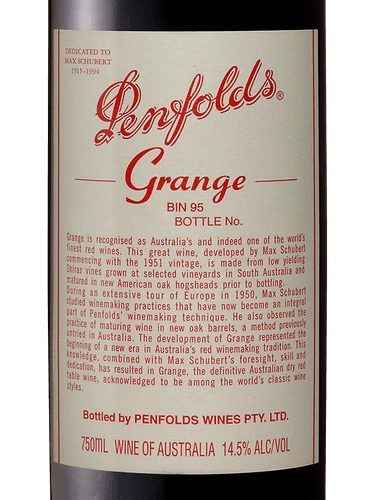 DEDICATED TO
MAX SCHUBERT
1915-1994
Penfolds®
Grange
BIN 95
BOTTLE No.
Grange is recognised as Australia's and indeed one of the world's
finest red wines. This great wine, developed by Max Schubert
commencing with the 1951 vintage, is made from low yielding
Shiraz vines grown at selected vineyards in South Australia and
matured in new American oak hogsheads prior to bottling.
During an extensive tour of Europe in 1950, Max Schubert
studied winemaking practices that have now become an integral
part of Penfolds' winemaking technique. He also observed the
practice of maturing wine in new oak barrels, a method previously
untried in Australia. The development of Grange represented the
beginning of a new era in Australia's red winemaking tradition. This
knowledge, combined with Max Schubert's foresight, skill and
dedication, has resulted in Grange, the definitive Australian dry red
table wine, acknowledged to be among the world's classic wine
styles.
Bottled by PENFOLDS WINES PTY. LTD.
750ML WINE OF AUSTRALIA 14.5% ALC/VOL